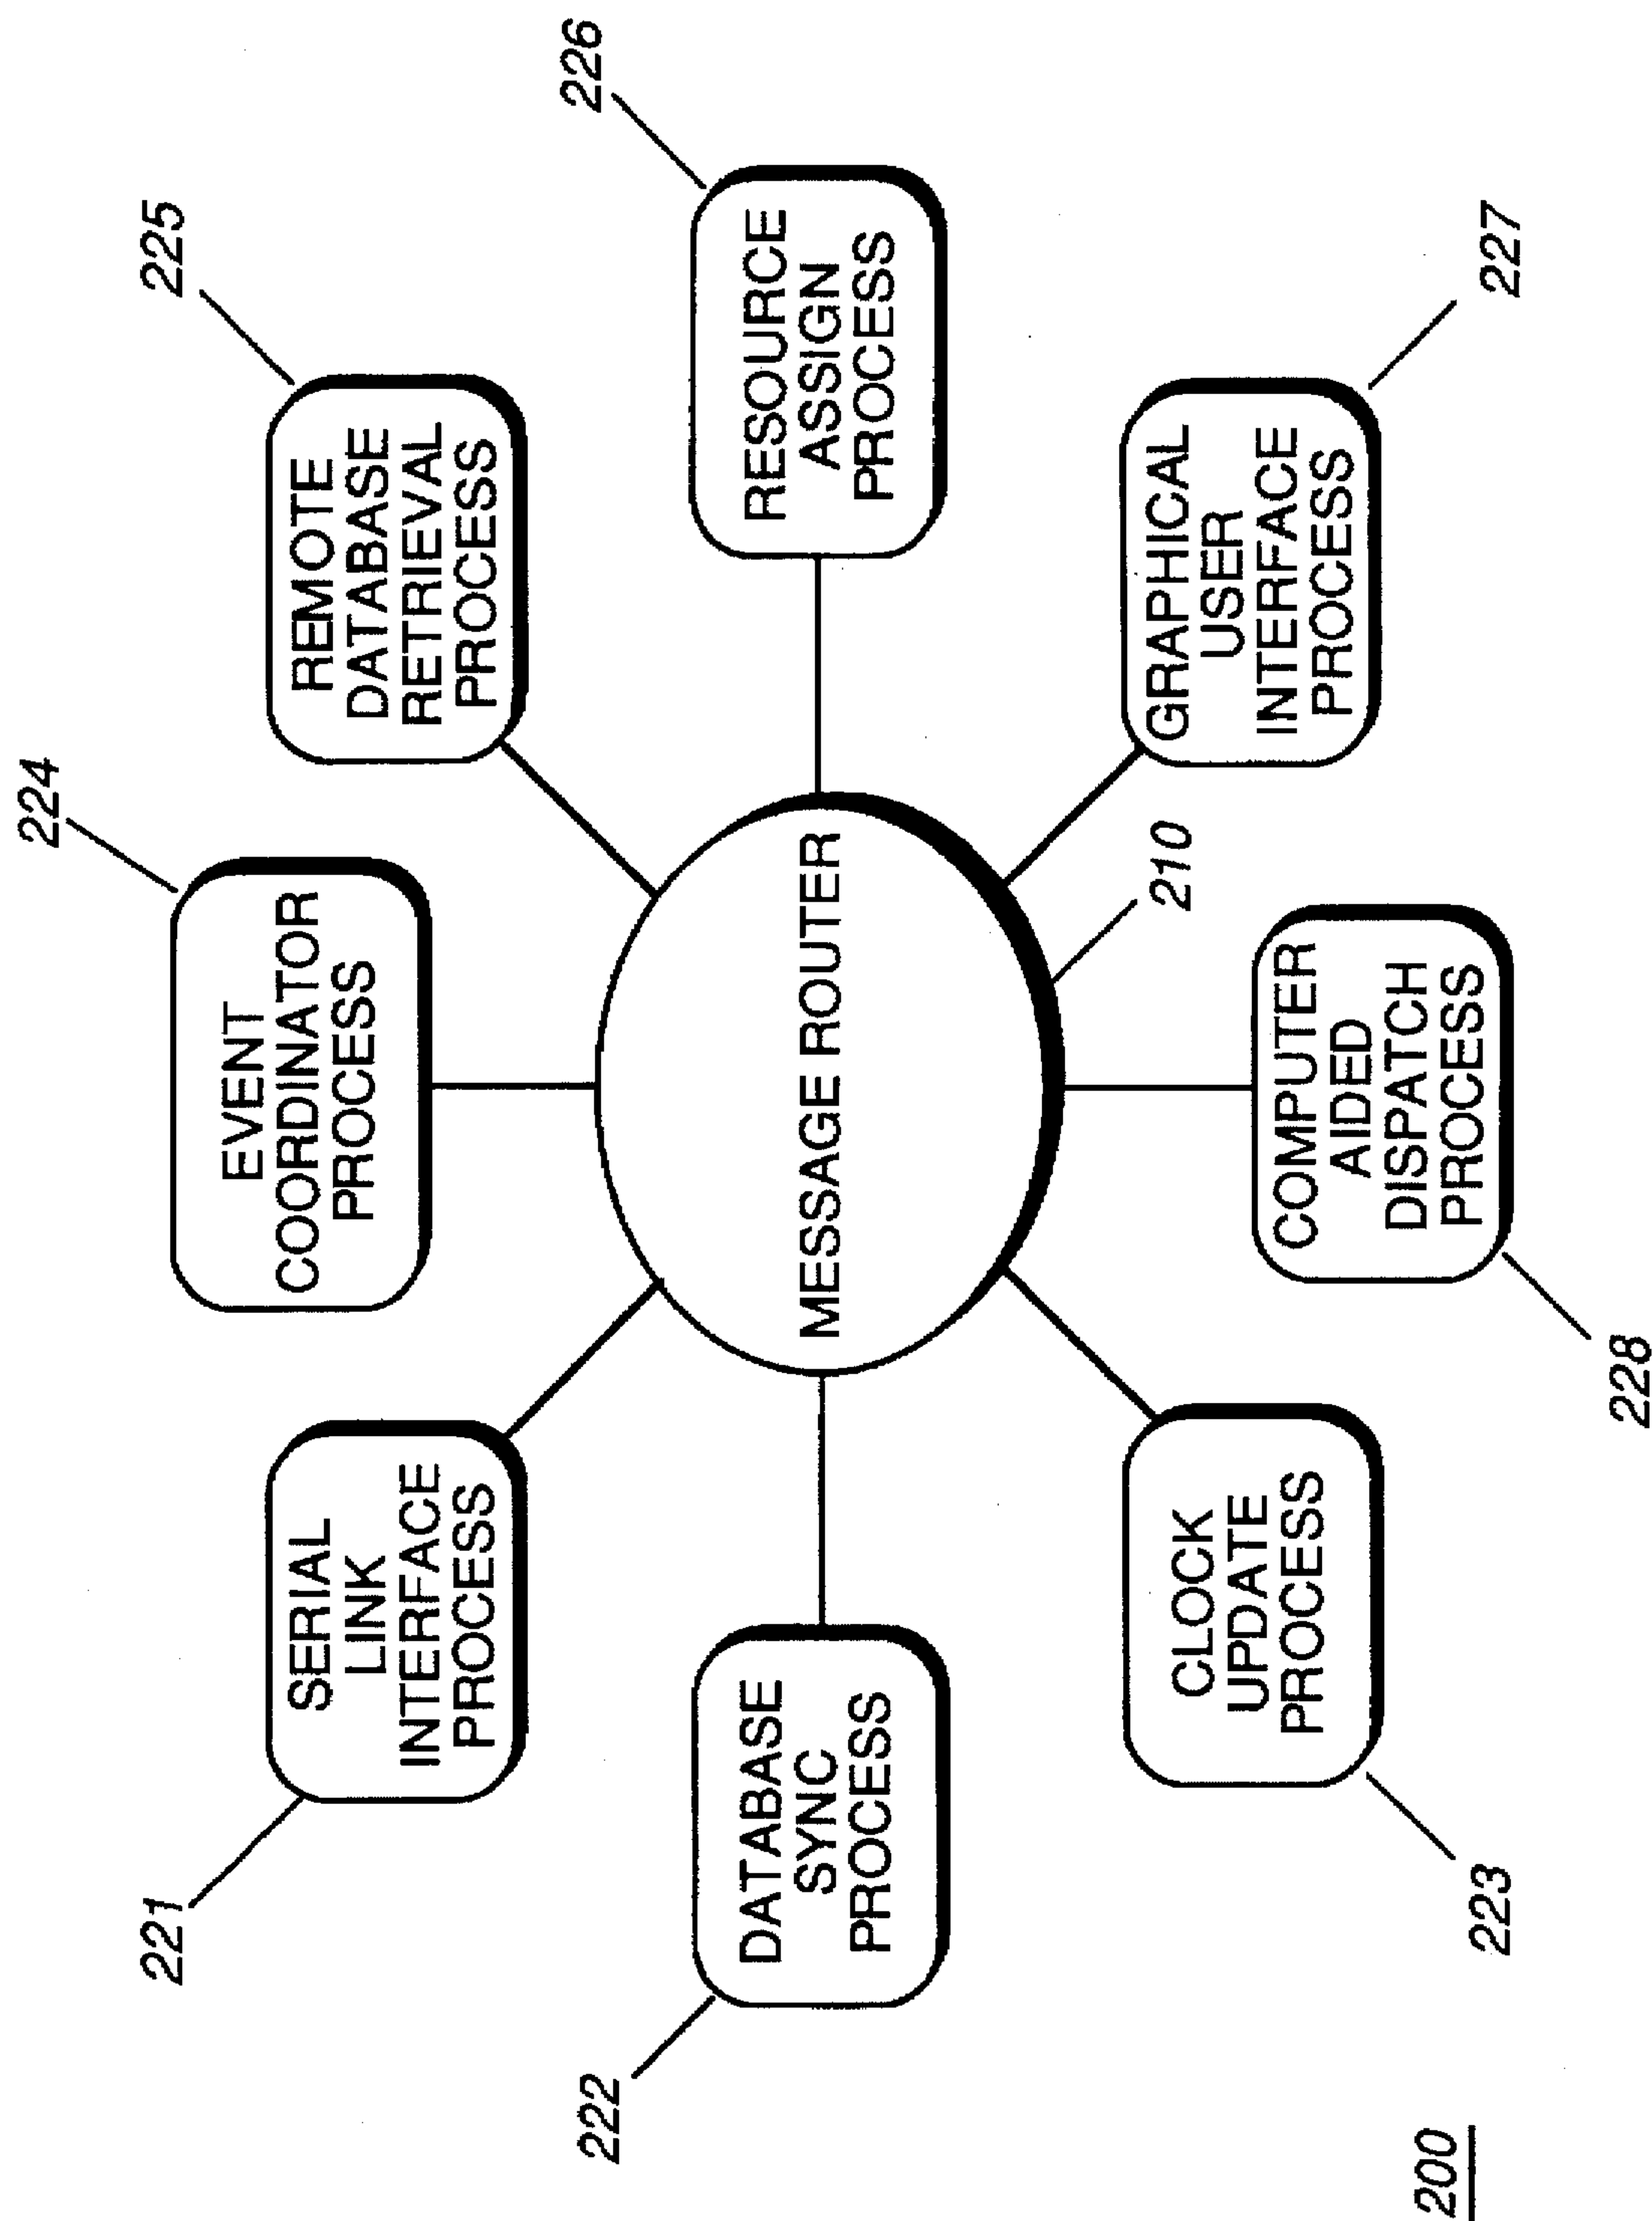 224
EVENT
COORDINATOR
PROCESS
221
SERIAL
LINK
INTERFACE
PROCESS
225
REMOTE
DATABASE
RETRIEVAL
PROCESS
222
DATABASE
SYNC
PROCESS
MESSAGE ROUTER
226
RESOURCE
ASSIGN
PROCESS
210
223
CLOCK
UPDATE
PROCESS
228
COMPUTER
AIDED
DISPATCH
PROCESS
227
GRAPHICAL
USER
INTERFACE
PROCESS
200